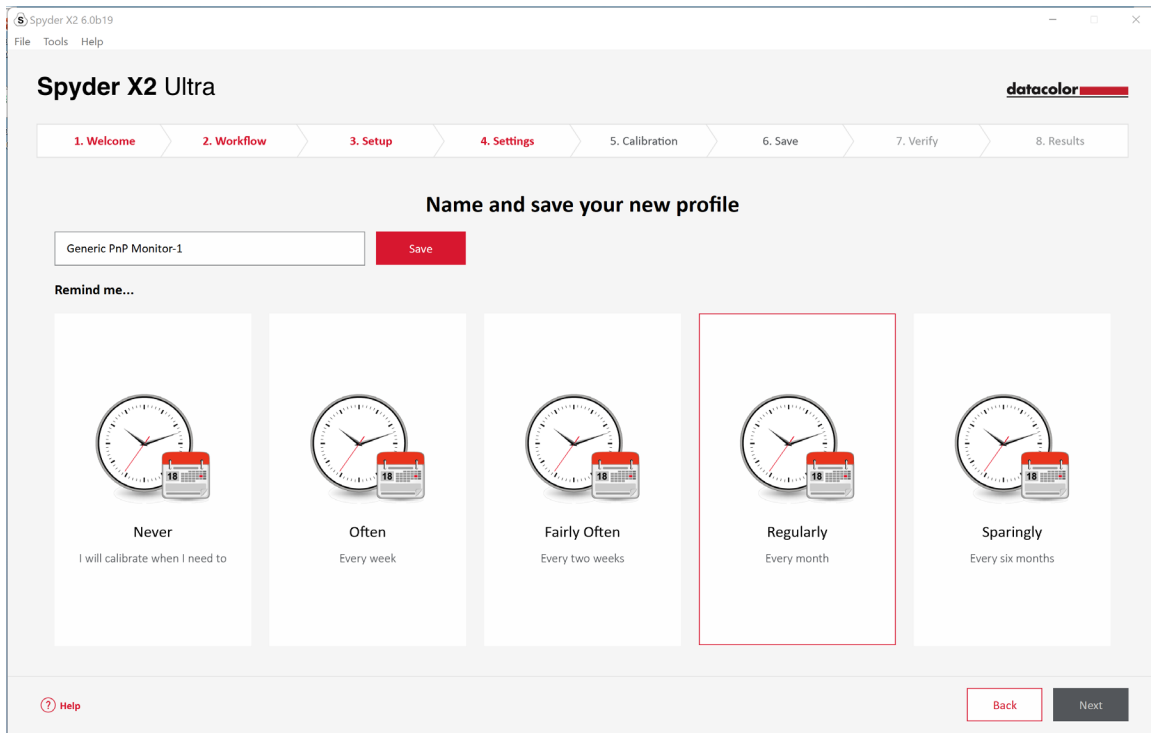 Spyder X2 6.0b19
File Tools Help
Spyder X2 Ultra
datacolor
1. Welcome 2. Workflow 3. Setup 4. Settings 5. Calibration 6. Save 7. Verify 8. Results
Name and save your new profile
Generic PnP Monitor-1 Save
Remind me...
18 18 18 18 18
Never Often Fairly Often Regularly Sparingly
I will calibrate when I need to Every week Every two weeks Every month Every six months
? Help Back Next